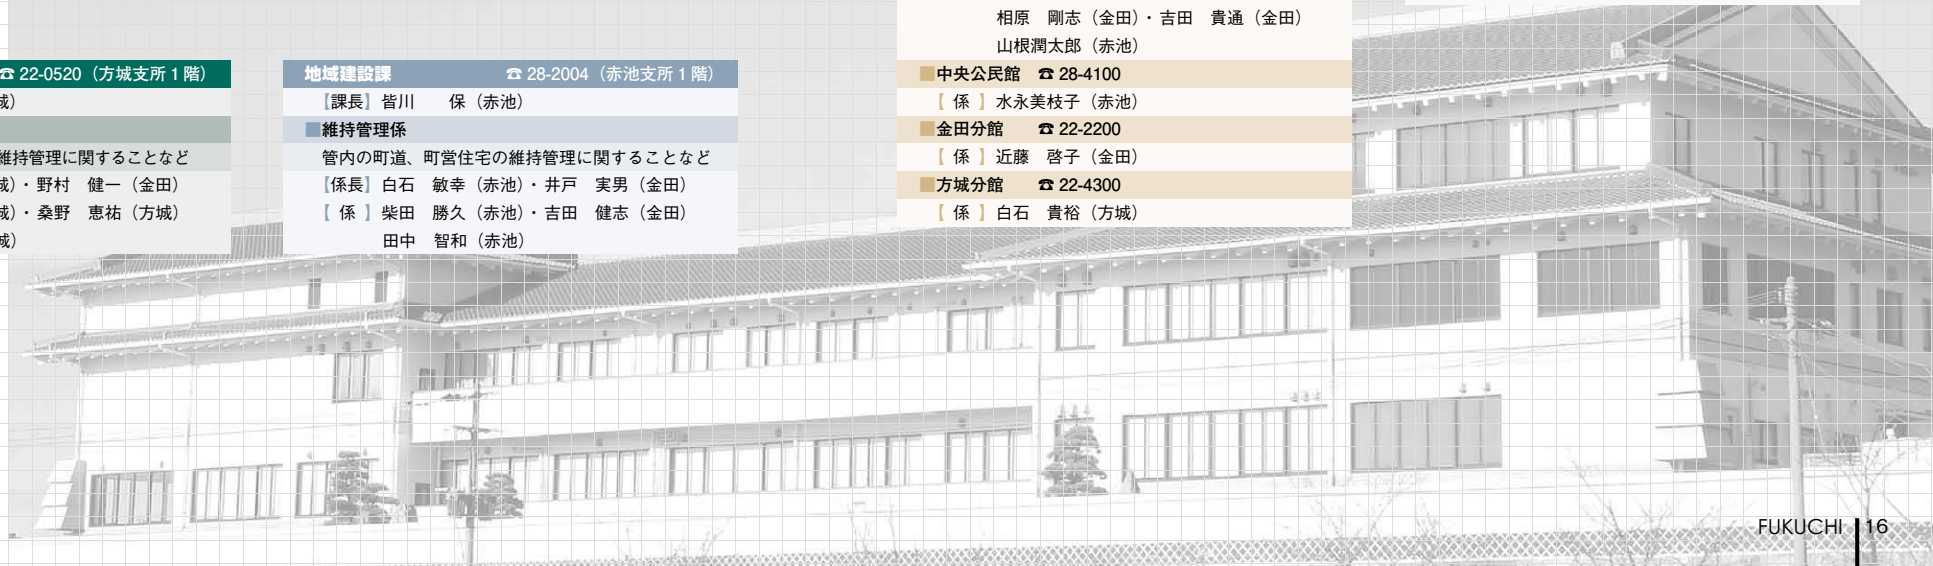 ☎ 22-0520（方城支所 1 階）
城）
維持管理に関することなど
城）・野村　健一（金田）
城）・桑野　恵祐（方城）
城）
地域建設課　☎ 28-2004（赤池支所 1 階）
【課長】皆川　　保（赤池）
■維持管理係
管内の町道、町営住宅の維持管理に関することなど
【係長】白石　敏幸（赤池）・井戸　実男（金田）
【 係 】柴田　勝久（赤池）・吉田　健志（金田）
田中　智和（赤池）
相原　剛志（金田）・吉田　貴通（金田）
山根潤太郎（赤池）
■中央公民館　☎ 28-4100
【 係 】水永美枝子（赤池）
■金田分館　☎ 22-2200
【 係 】近藤　啓子（金田）
■方城分館　☎ 22-4300
【 係 】白石　貴裕（方城）
FUKUCHI 16